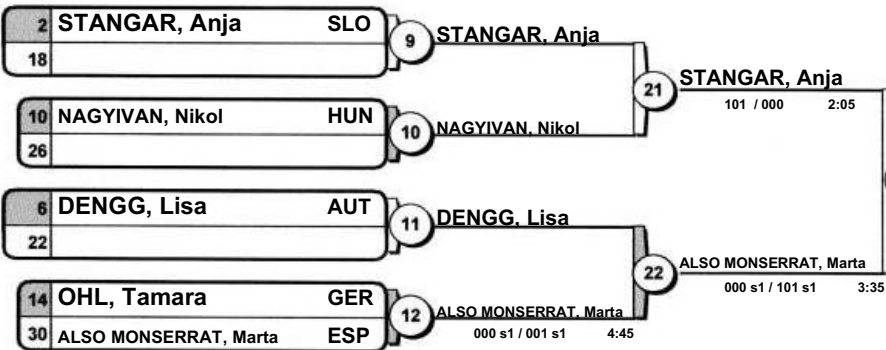 2 STANGAR, Anja SLO
18
9 STANGAR, Anja
10 NAGYIVAN, Nikol HUN
26
10 NAGYIVAN, Nikol
21 STANGAR, Anja
101 / 000 2:05
6 DENGG, Lisa AUT
22
11 DENGG, Lisa
14 OHL, Tamara GER
30 ALSO MONSERRAT, Marta ESP
12 ALSO MONSERRAT, Marta
000 s1 / 001 s1 4:45
22 ALSO MONSERRAT, Marta
000 s1 / 101 s1 3:35